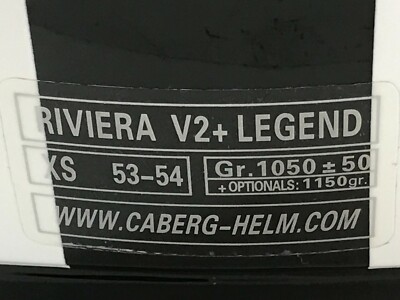 RIVIERA V2+ LEGEND
XS 53-54 Gr.1050 ± 50
+ OPTIONALS: 1150gr.
WWW.CABERG-HELM.COM